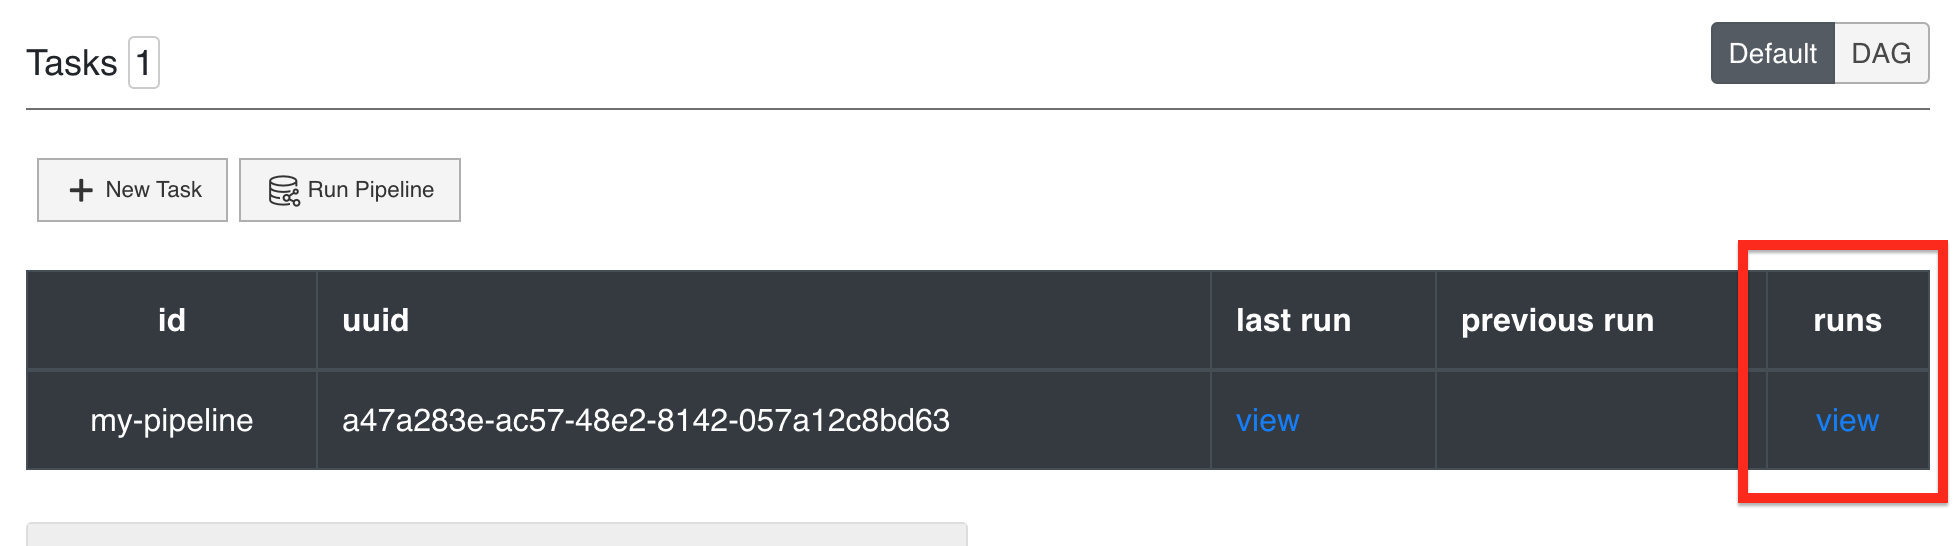 Tasks 1
Default DAG
New Task Run Pipeline
id uuid last run previous run runs
my-pipeline a47a283e-ac57-48e2-8142-057a12c8bd63 view view